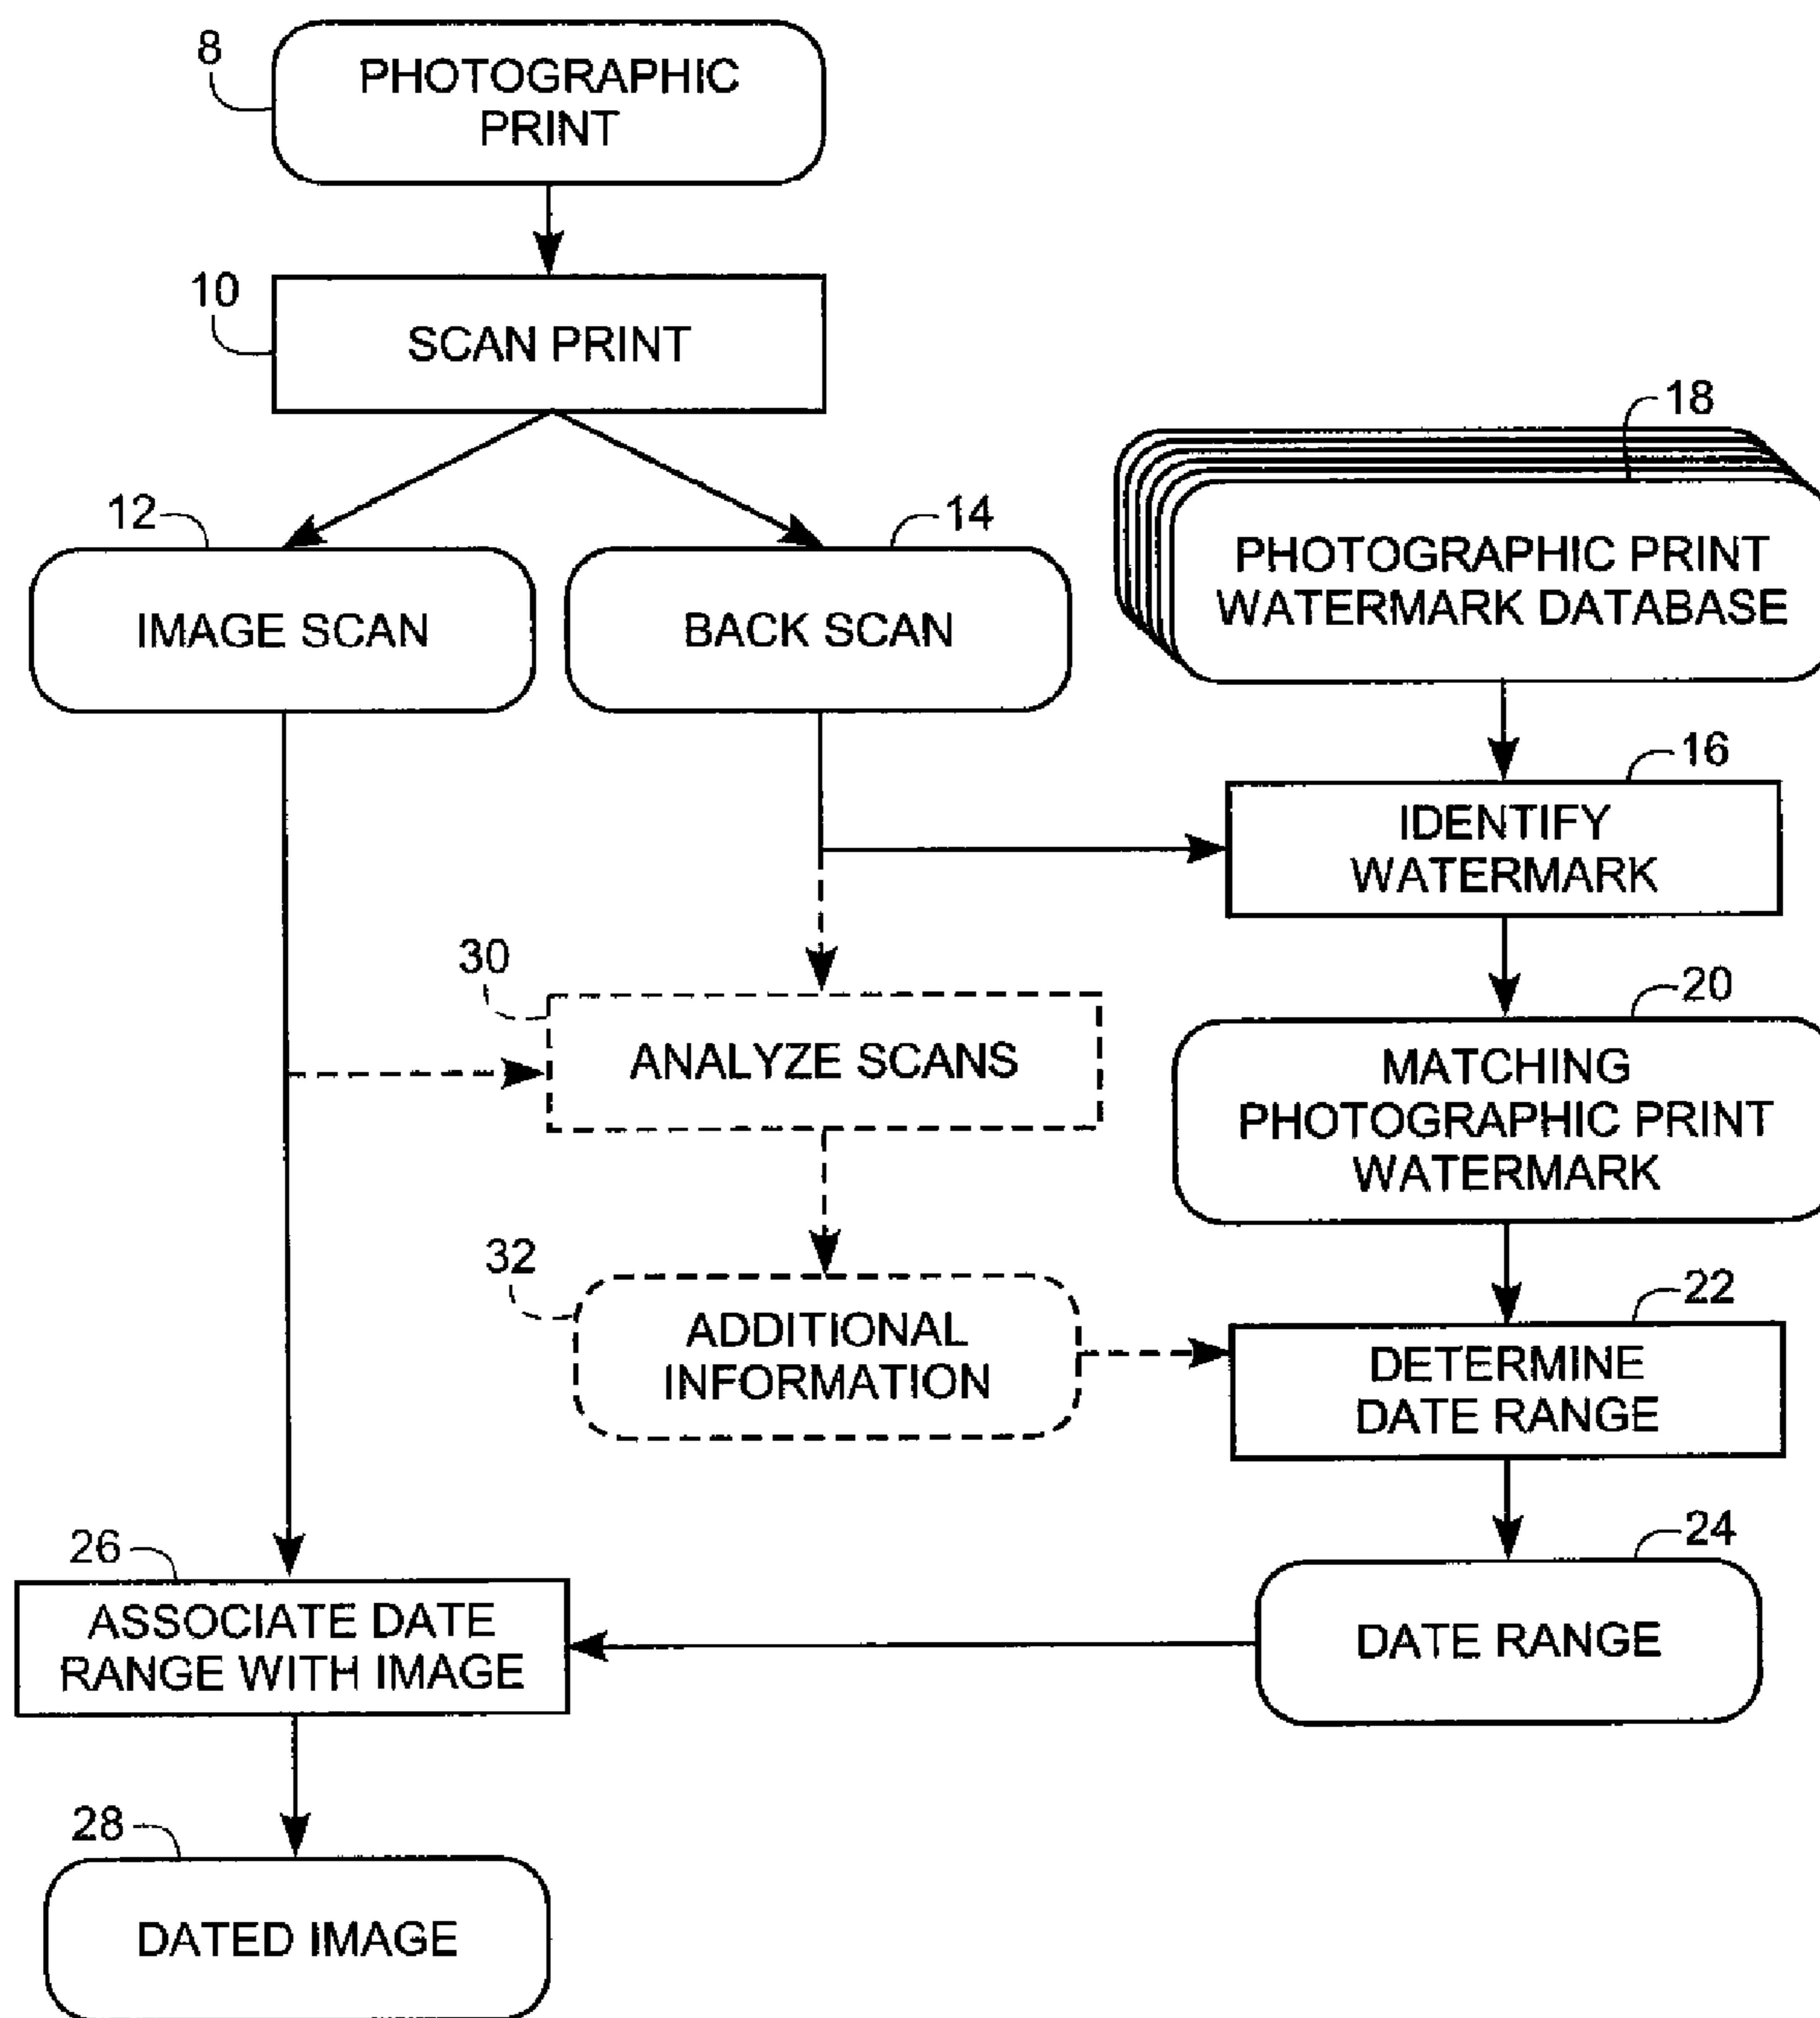 8
PHOTOGRAPHIC
PRINT
10
SCAN PRINT
18
12
14
PHOTOGRAPHIC PRINT
WATERMARK DATABASE
IMAGE SCAN
BACK SCAN
16
IDENTIFY
WATERMARK
30
20
ANALYZE SCANS
MATCHING
PHOTOGRAPHIC PRINT
WATERMARK
32
22
ADDITIONAL
INFORMATION
DETERMINE
DATE RANGE
26
24
ASSOCIATE DATE
RANGE WITH IMAGE
DATE RANGE
28
DATED IMAGE